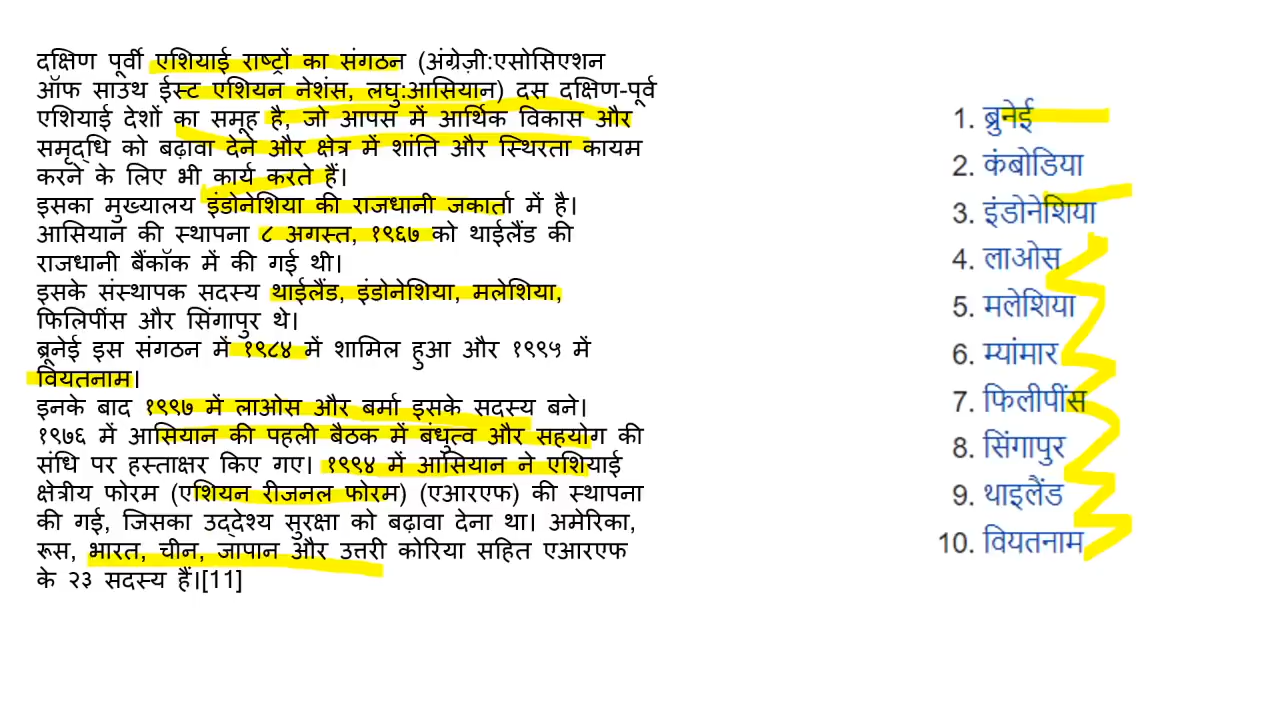 दक्षिण पूर्वी एशियाई राष्ट्रों का संगठन (अंग्रेज़ी:एसोसिएशन
ऑफ साउथ ईस्ट एशियन नेशंस, लघु:आसियान) दस दक्षिण-पूर्व
एशियाई देशों का समूह है, जो आपस में आर्थिक विकास और
समृद्धि को बढ़ावा देने और क्षेत्र में शांति और स्थिरता कायम
करने के लिए भी कार्य करते हैं।
इसका मुख्यालय इंडोनेशिया की राजधानी जकार्ता में है।
आसियान की स्थापना ८ अगस्त, १९६७ को थाईलैंड की
राजधानी बैंकॉक में की गई थी।
इसके संस्थापक सदस्य थाईलैंड, इंडोनेशिया, मलेशिया,
फिलिपींस और सिंगापुर थे।
ब्रूनेई इस संगठन में १९८४ में शामिल हुआ और १९९५ में
वियतनाम।
इनके बाद १९९७ में लाओस और बर्मा इसके सदस्य बने।
१९७६ में आसियान की पहली बैठक में बंधुत्व और सहयोग की
संधि पर हस्ताक्षर किए गए। १९९४ में आसियान ने एशियाई
क्षेत्रीय फोरम (एशियन रीजनल फोरम) (एआरएफ) की स्थापना
की गई, जिसका उद्देश्य सुरक्षा को बढ़ावा देना था। अमेरिका,
रूस, भारत, चीन, जापान और उत्तरी कोरिया सहित एआरएफ
के २३ सदस्य हैं।[11]
1. ब्रुनेई
2. कंबोडिया
3. इंडोनेशिया
4. लाओस
5. मलेशिया
6. म्यांमार
7. फिलीपींस
8. सिंगापुर
9. थाइलैंड
10. वियतनाम